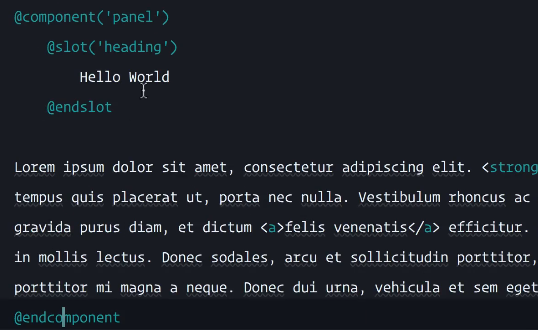 @component('panel')
@slot('heading')
Hello World
@endslot
Lorem ipsum dolor sit amet, consectetur adipiscing elit. <strong
tempus quis placerat ut, porta nec nulla. Vestibulum rhoncus ac
gravida purus diam, et dictum <a>felis venenatis</a> efficitur.
in mollis lectus. Donec sodales, arcu et sollicitudin porttitor,
porttitor mi magna a neque. Donec dui urna, vehicula et sem eget
@endcomponent